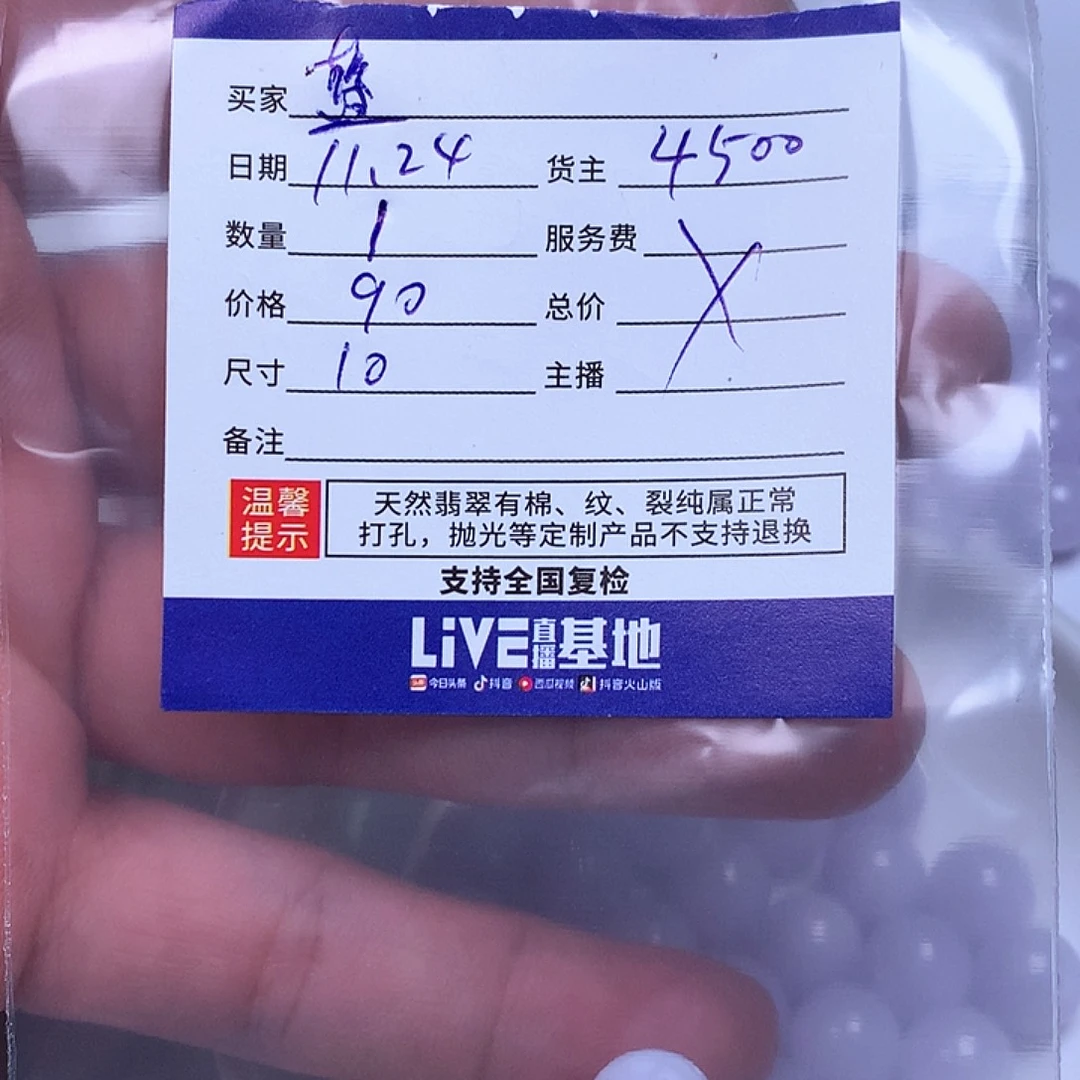 买家
日期 11.24 货主 4500
数量 1 服务费
价格 90 总价
尺寸 10 主播
备注
温馨提示 天然翡翠有棉、纹、裂纯属正常
打孔，抛光等定制产品不支持退换
支持全国复检
LiVE直播基地
今日头条 抖音 西瓜视频 抖音火山版